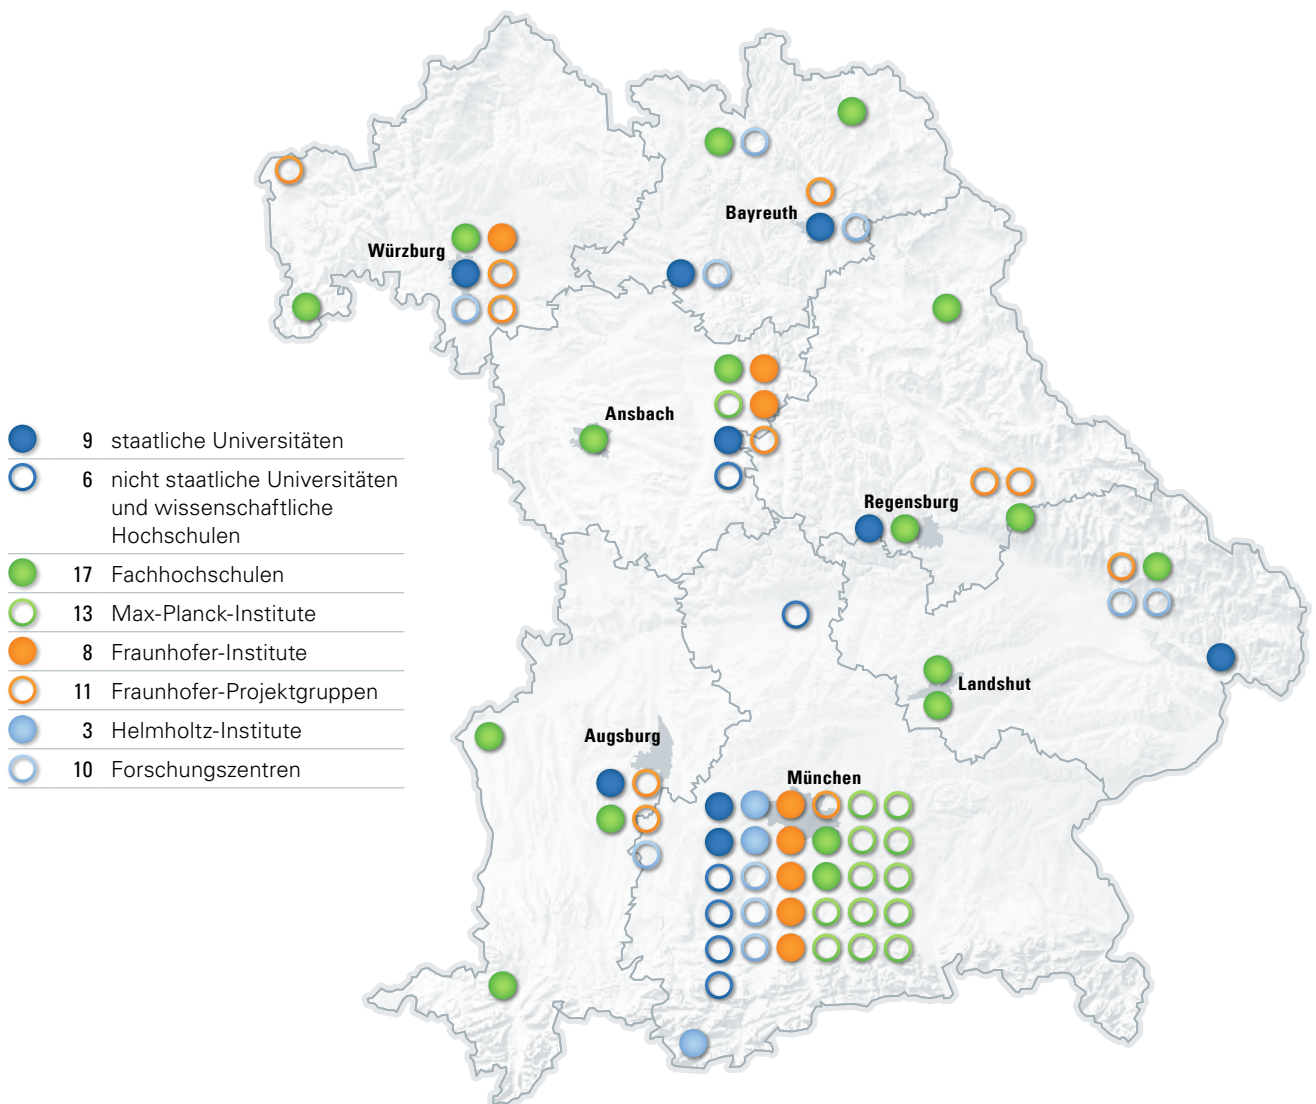 Bayreuth
Würzburg
Ansbach
9 staatliche Universitäten
6 nicht staatliche Universitäten
und wissenschaftliche
Hochschulen
17 Fachhochschulen
13 Max-Planck-Institute
8 Fraunhofer-Institute
11 Fraunhofer-Projektgruppen
3 Helmholtz-Institute
10 Forschungszentren
Regensburg
Landshut
Augsburg
München